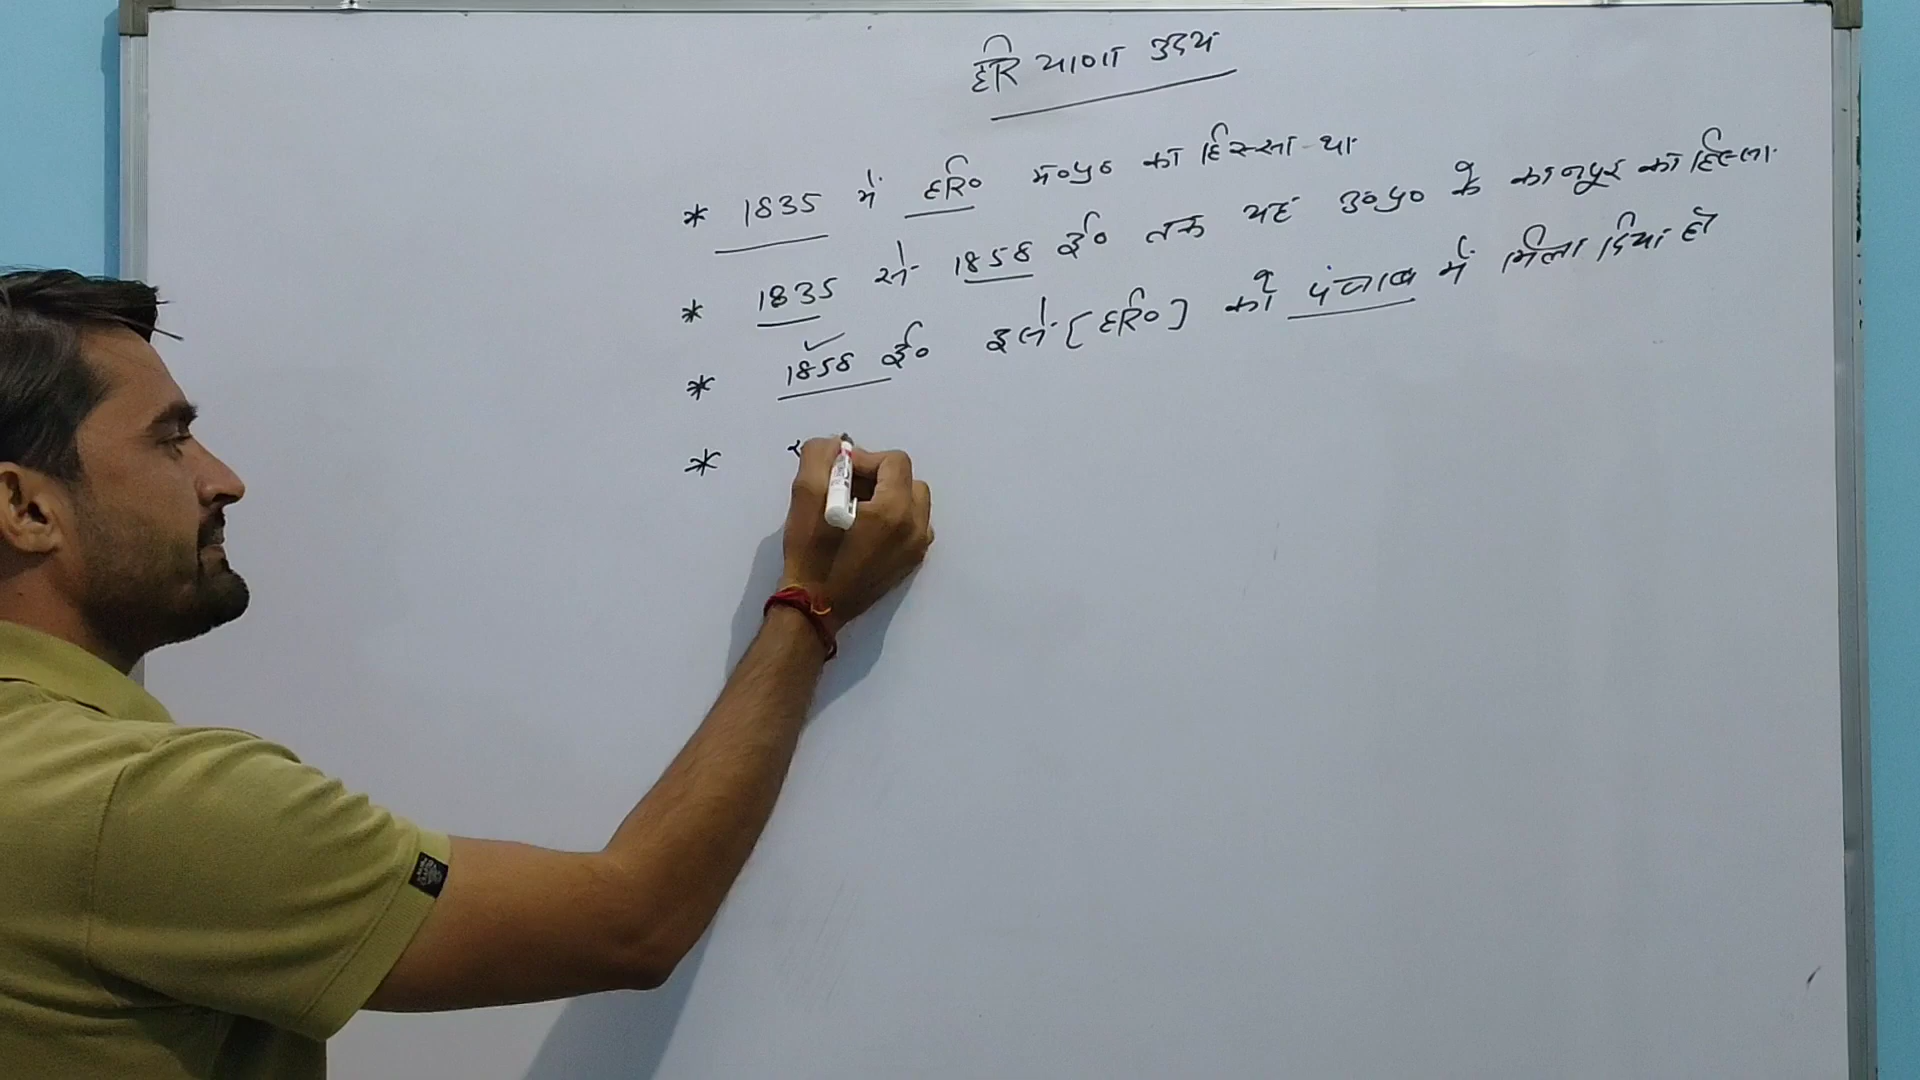 हरियाणा उदय
* 1835 में हरि० म०प्र० का हिस्सा था
* 1835 से 1858 ई० तक यह उ०प्र० के कानपुर का हिस्सा
* 1858 ई० इसे [हरि०] को पंजाब में मिला दिया हो
*